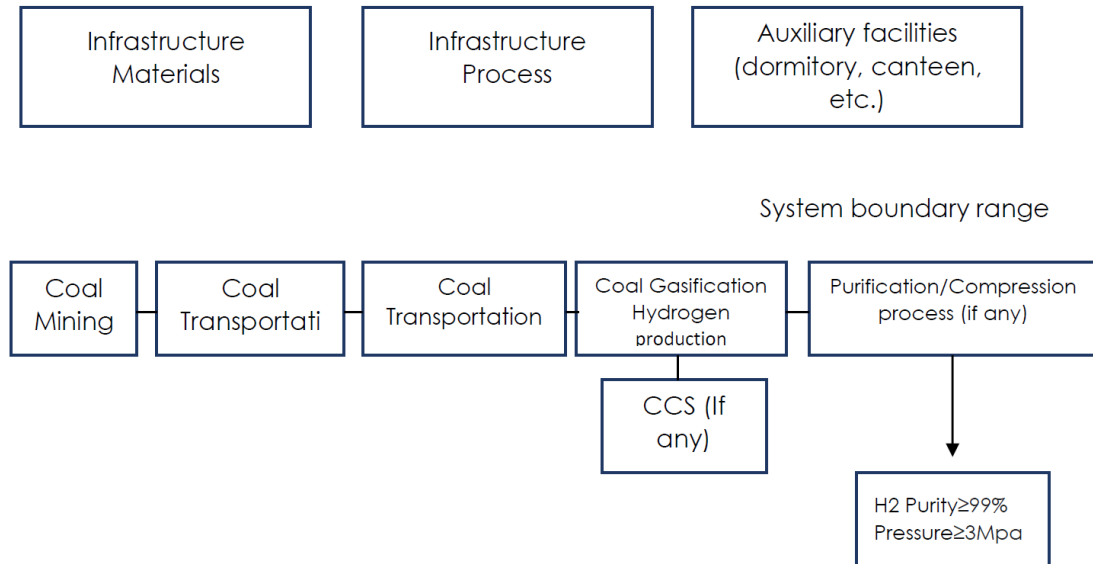 Infrastructure
Materials
Infrastructure
Process
Auxiliary facilities
(dormitory, canteen,
etc.)
System boundary range
Coal
Mining
Coal
Transportati
Coal
Transportation
Coal Gasification
Hydrogen
production
Purification/Compression
process (if any)
CCS (If
any)
H2 Purity≥99%
Pressure≥3Mpa